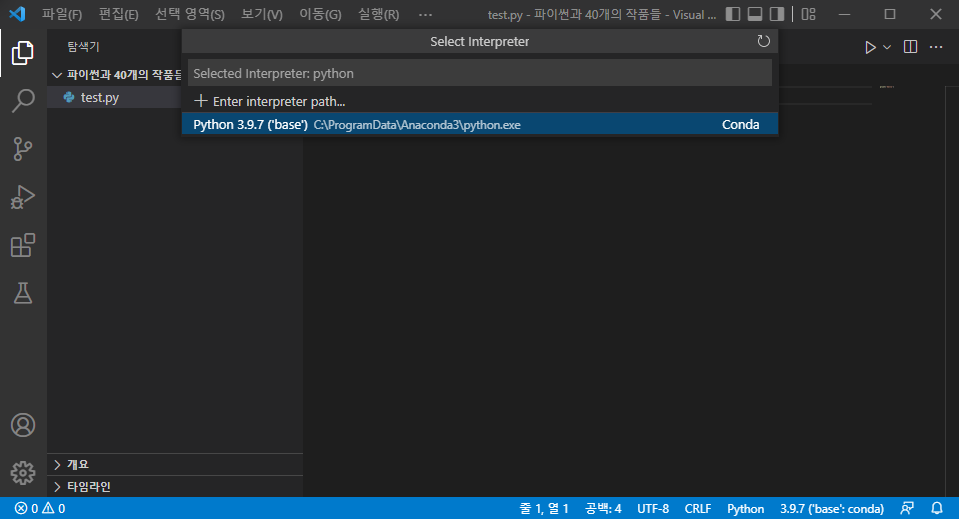 파일(F) 편집(E) 선택 영역(S) 보기(V) 이동(G) 실행(R) ··· test.py - 파이썬과 40개의 작품들 - Visual ...
탐색기
Select Interpreter
파이썬과 40개의 작품들
Selected Interpreter: python
test.py
Enter interpreter path...
Python 3.9.7 ('base') C:\ProgramData\Anaconda3\python.exe Conda
개요
타임라인
0 0 줄 1, 열 1 공백: 4 UTF-8 CRLF Python 3.9.7 ('base': conda)